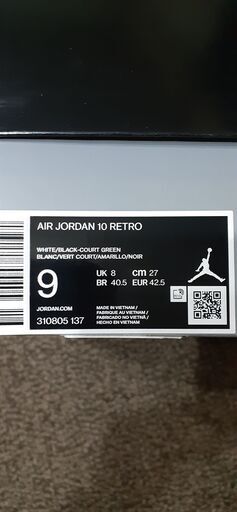 AIR JORDAN 10 RETRO
WHITE/BLACK-COURT GREEN
BLANC/VERT COURT/AMARILLO/NOIR
9
UK 8 cm 27
BR 40.5 EUR 42.5
JORDAN.COM
310805 137
MADE IN VIETNAM /
FABRIQUE AU VIETNAM /
FABRICADO NO VIETNÃ /
HECHO EN VIETNAM